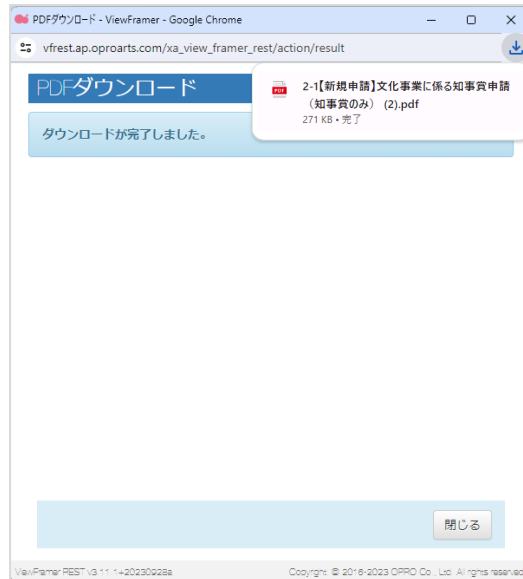 PDFダウンロード - ViewFramer - Google Chrome
vfrest.ap.oproarts.com/xa_view_framer_rest/action/result
PDFダウンロード
2-1【新規申請】文化事業に係る知事賞申請
（知事賞のみ） (2).pdf
271 KB • 完了
ダウンロードが完了しました。
閉じる
ViewFramer REST v3.11.1+20230928a
Copyright © 2016-2023 OPRO Co., Ltd. All rights reserved.